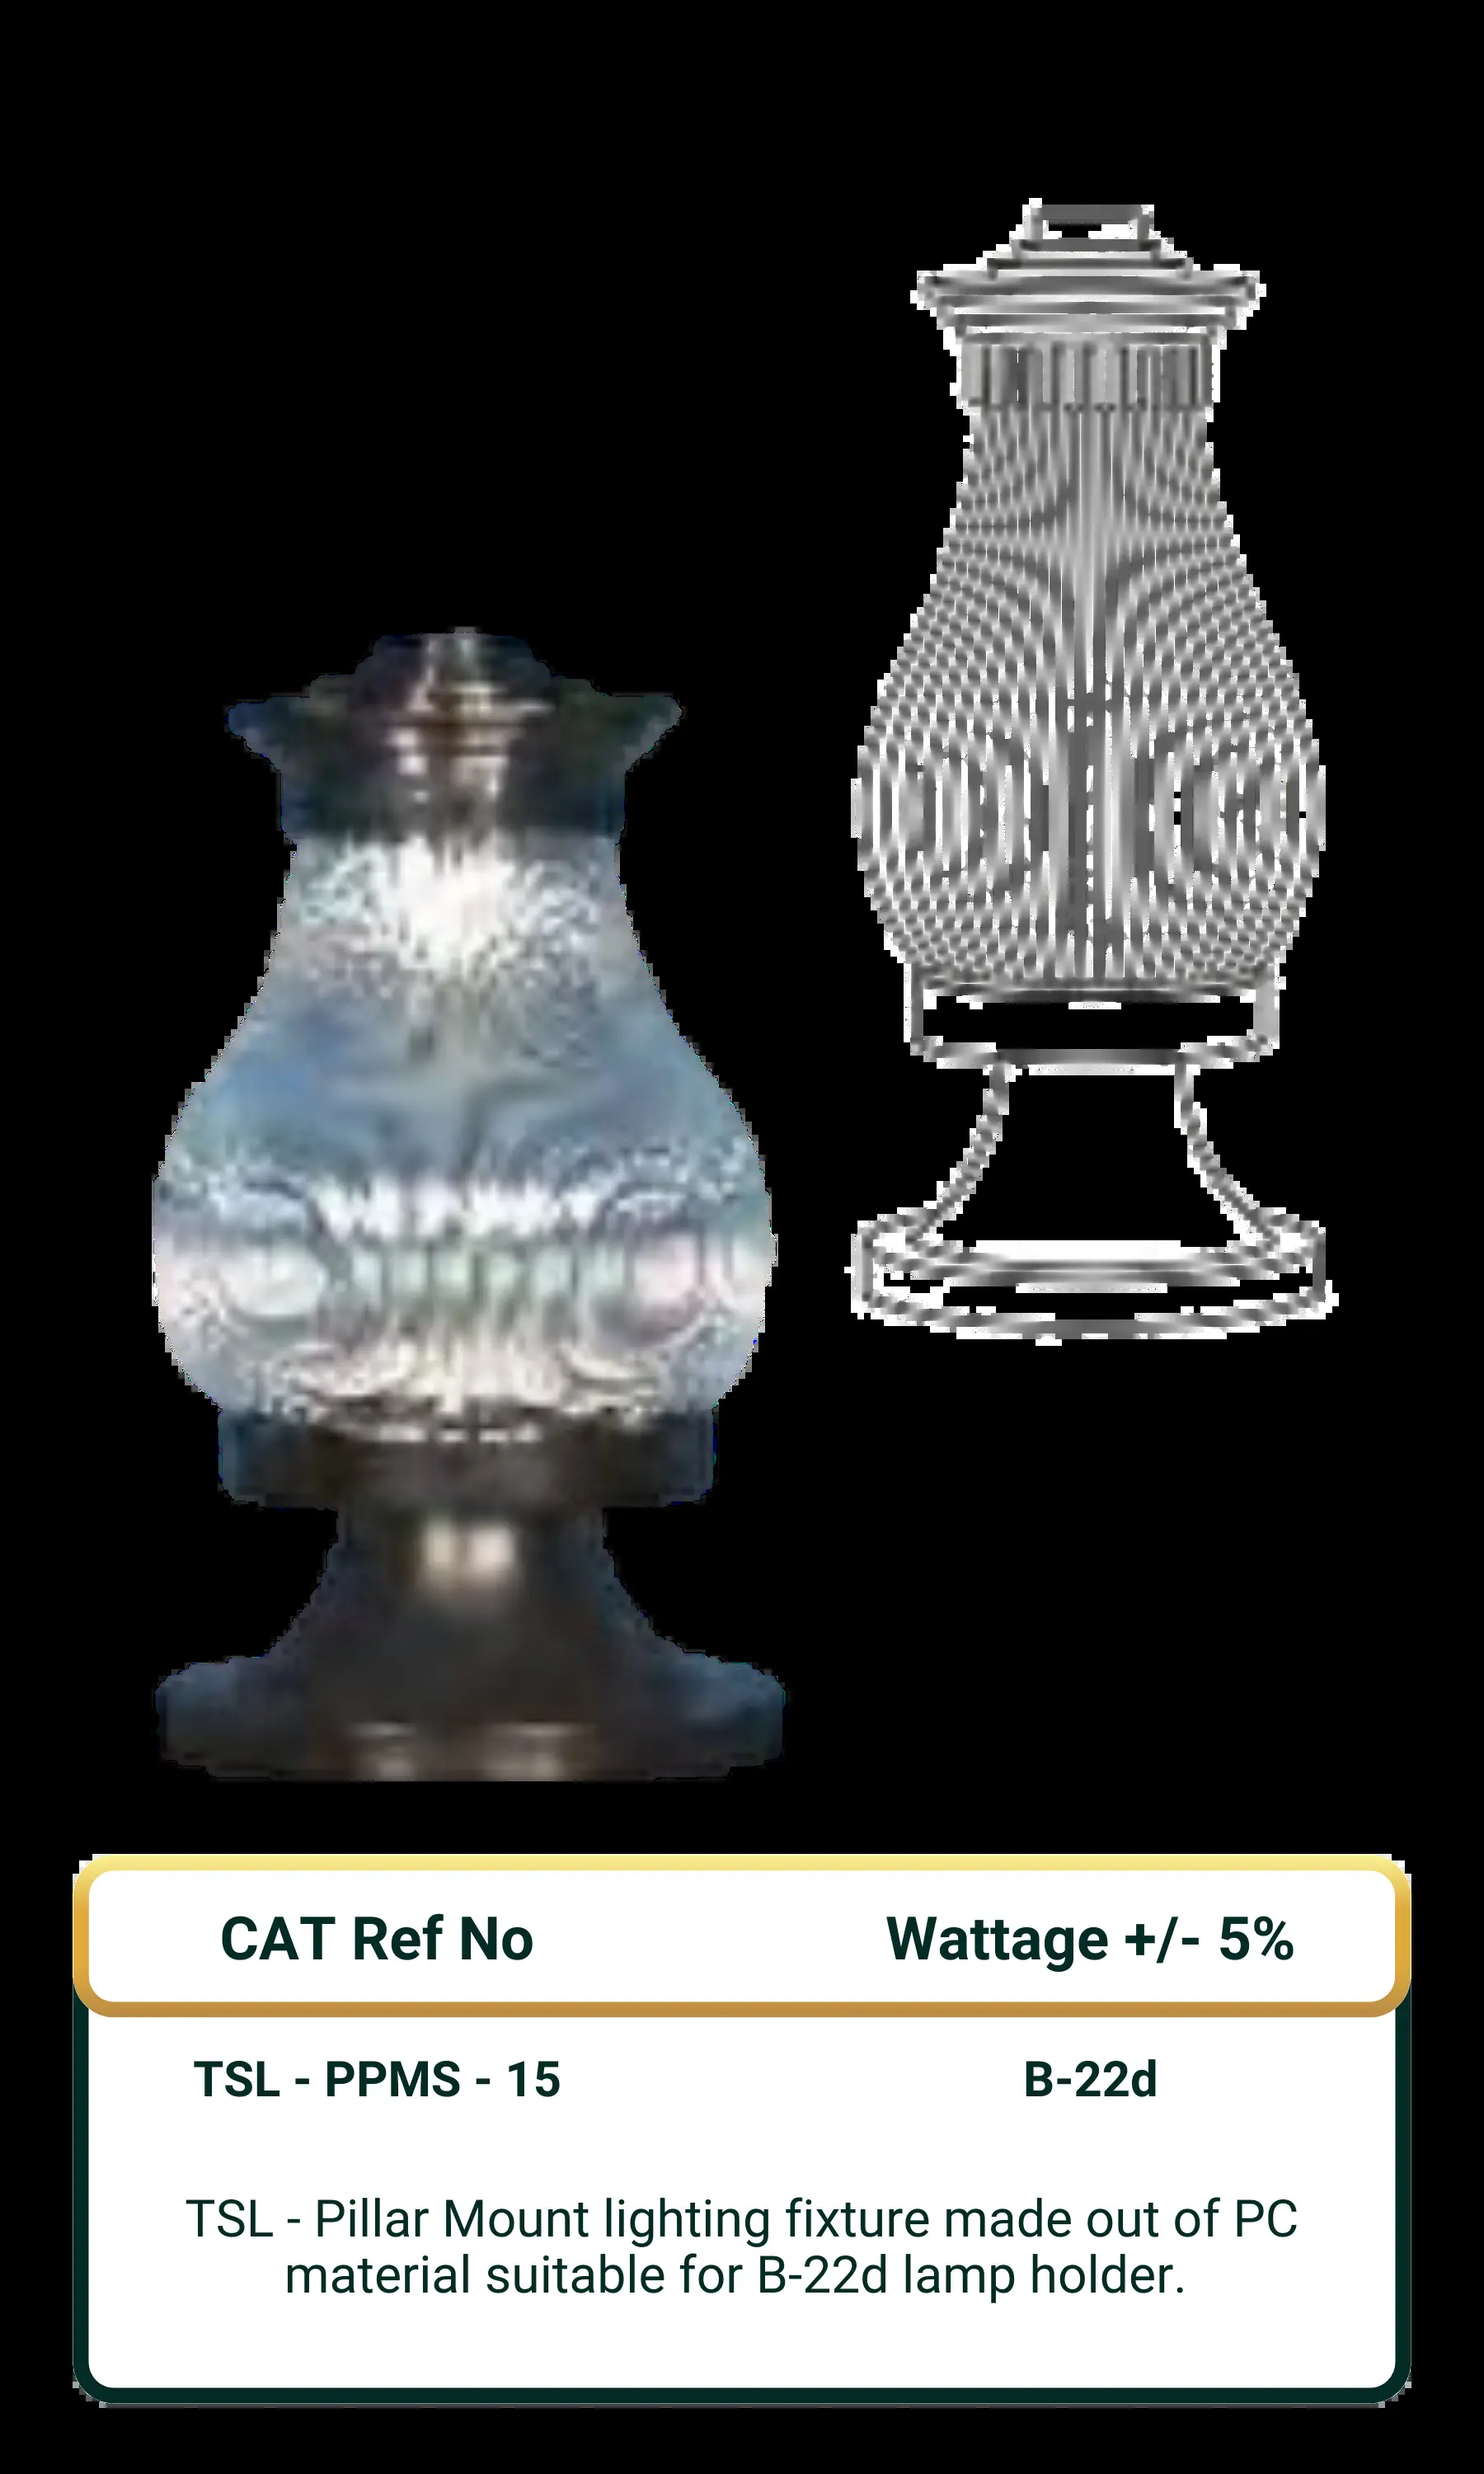 CAT Ref No Wattage +/- 5%
TSL - PPMS - 15 B-22d
TSL - Pillar Mount lighting fixture made out of PC
material suitable for B-22d lamp holder.